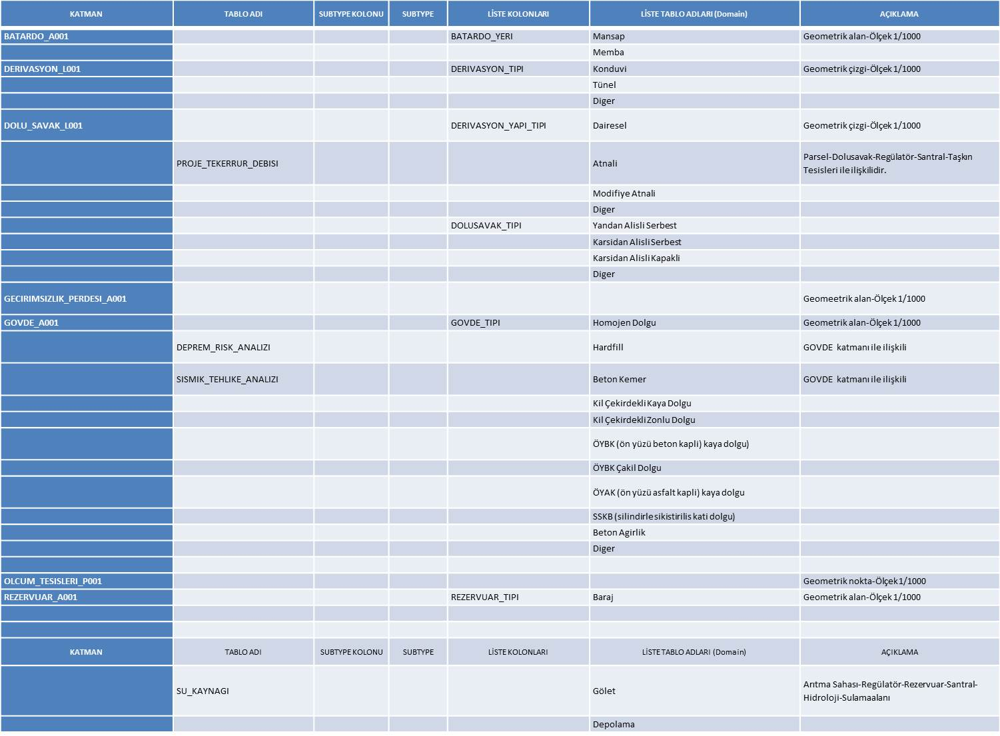 KATMAN TABLO ADI SUBTYPE KOLONU SUBTYPE LİSTE KOLONLARI LİSTE TABLO ADLARI (Domain) AÇIKLAMA
BATARDO_A001 BATARDO_YERI Mansap Geometrik alan-Ölçek 1/1000
Memba
DERIVASYON_L001 DERIVASYON_TIPI Konduvi Geometrik çizgi-Ölçek 1/1000
Tünel
Diger
DOLU_SAVAK_L001 DERIVASYON_YAPI_TIPI Dairesel Geometrik çizgi-Ölçek 1/1000
PROJE_TEKERRUR_DEBISI Atnali Parsel-Dolusavak-Regülatör-Santral-Taşkın
Tesisleri ile ilişkilidir.
Modifiye Atnali
Diger
DOLUSAVAK_TIPI Yandan Alisli Serbest
Karsidan Alisli Serbest
Karsidan Alisli Kapakli
Diger
GECIRIMSIZLIK_PERDESI_A001 Geomeetrik alan-Ölçek 1/1000
GOVDE_A001 GOVDE_TIPI Homojen Dolgu Geometrik alan-Ölçek 1/1000
DEPREM_RISK_ANALIZI Hardfill GOVDE katmanı ile ilişkili
SISMIK_TEHLIKE_ANALIZI Beton Kemer GOVDE katmanı ile ilişkili
Kil Çekirdekli Kaya Dolgu
Kil Çekirdekli Zonlu Dolgu
ÖYBK (ön yüzü beton kapli) kaya dolgu)
ÖYBK Çakil Dolgu
ÖYAK (ön yüzü asfalt kapli) kaya dolgu
SSKB (silindirle sikistirilis kati dolgu)
Beton Agirlik
Diger
OLCUM_TESISLERI_P001 Geometrik nokta-Ölçek 1/1000
REZERVUAR_A001 REZERVUAR_TIPI Baraj Geometrik alan-Ölçek 1/1000
KATMAN TABLO ADI SUBTYPE KOLONU SUBTYPE LİSTE KOLONLARI LİSTE TABLO ADLARI (Domain) AÇIKLAMA
SU_KAYNAGI Gölet Arıtma Sahası-Regülatör-Rezervuar-Santral-
Hidroloji-Sulamaalanı
Depolama